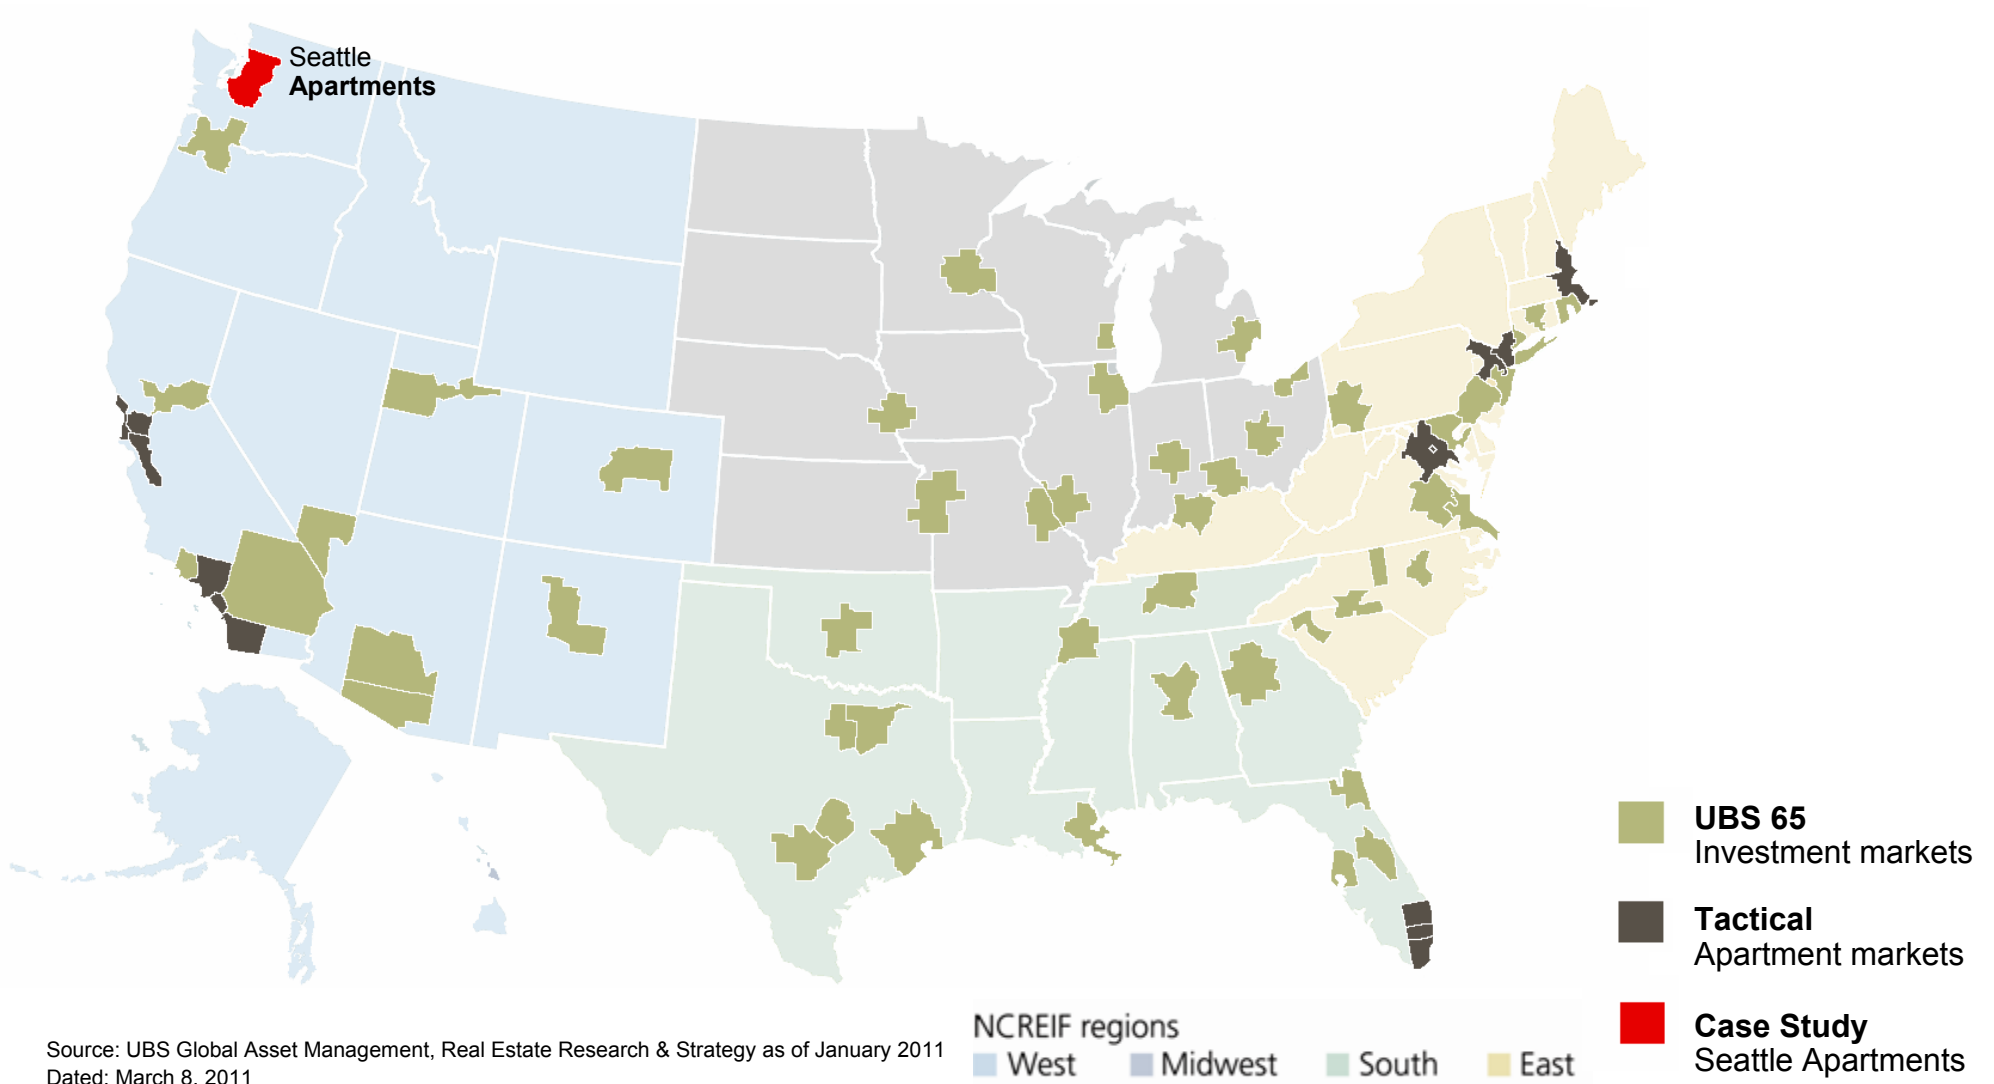 Seattle
Apartments
UBS 65
Investment markets
Tactical
Apartment markets
Case Study
Seattle Apartments
NCREIF regions
West Midwest South East
Source: UBS Global Asset Management, Real Estate Research & Strategy as of January 2011
Dated: March 8, 2011